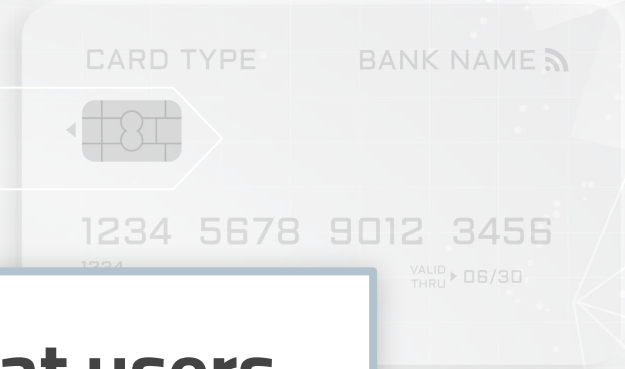 CARD TYPE BANK NAME
1234 5678 9012 3456
1234
VALID
THRU 06/30
at users